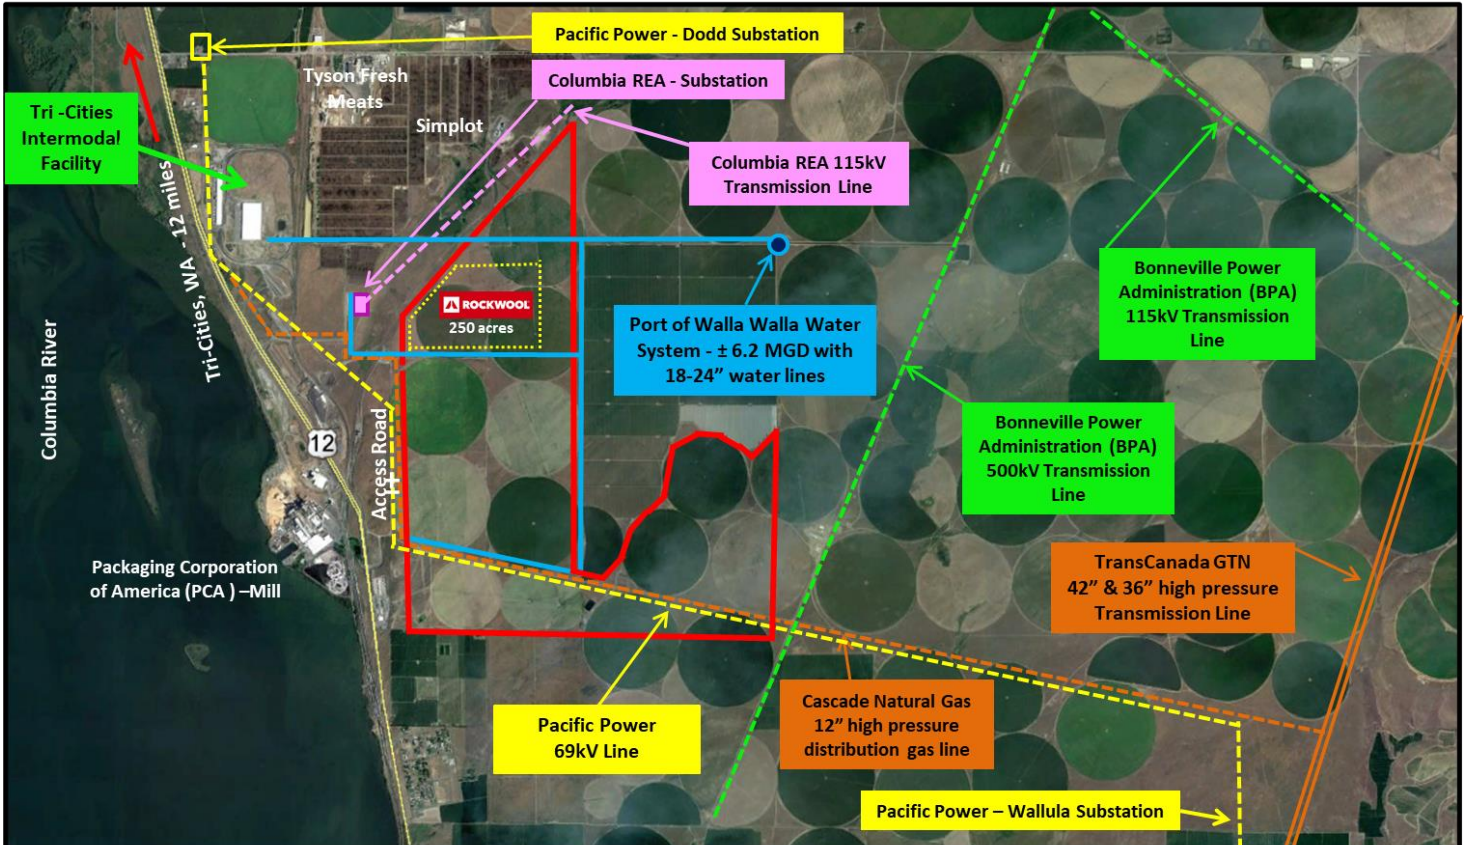 Pacific Power - Dodd Substation
Tyson Fresh
Meats
Columbia REA - Substation
Simplot
Tri -Cities
Intermodal
Facility
Columbia REA 115kV
Transmission Line
Tri-Cities, WA - 12 miles
Bonneville Power
Administration (BPA)
115kV Transmission
Line
ROCKWOOL
250 acres
Port of Walla Walla Water
System - ± 6.2 MGD with
18-24” water lines
Columbia River
12
Access Road
Bonneville Power
Administration (BPA)
500kV Transmission
Line
Packaging Corporation
of America (PCA ) –Mill
TransCanada GTN
42” & 36” high pressure
Transmission Line
Cascade Natural Gas
12” high pressure
distribution gas line
Pacific Power
69kV Line
Pacific Power – Wallula Substation